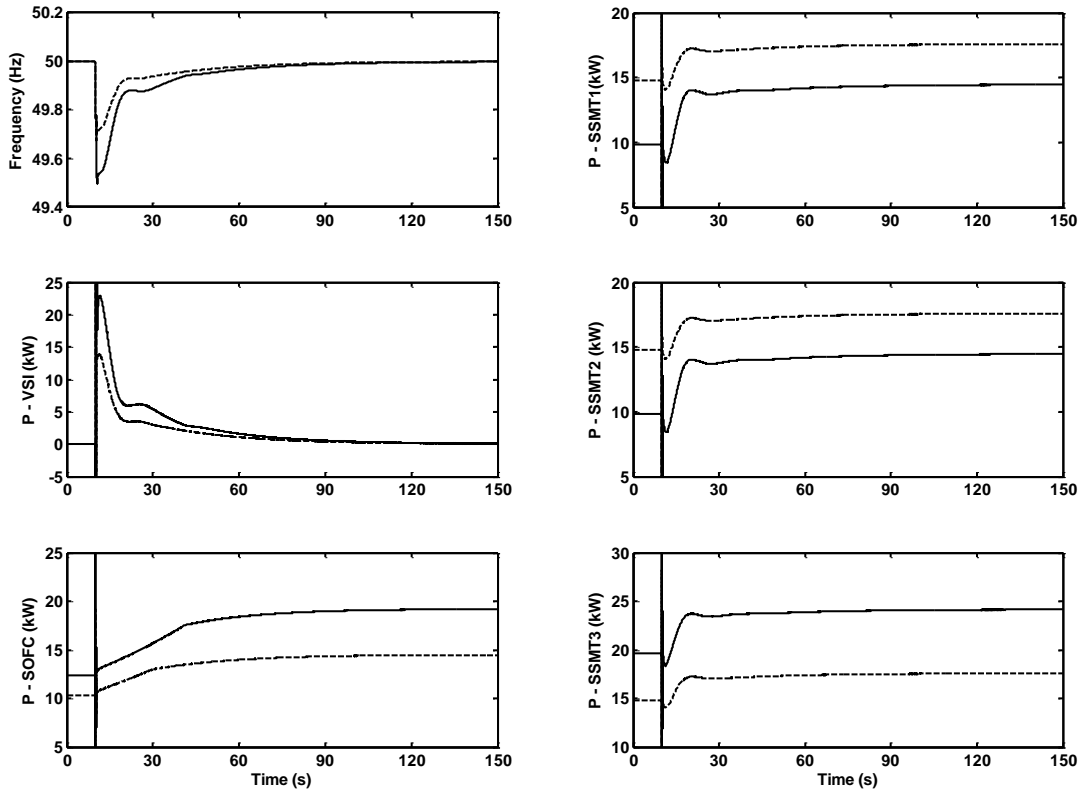 50.2
50
49.8
49.6
49.4
Frequency (Hz)
0 30 60 90 120 150
20
15
10
5
P - SSMT1 (kW)
0 30 60 90 120 150
25
20
15
10
5
0
-5
P - VSI (kW)
0 30 60 90 120 150
20
15
10
5
P - SSMT2 (kW)
0 30 60 90 120 150
25
20
15
10
5
P - SOFC (kW)
0 30 60 90 120 150
Time (s)
30
25
20
15
10
P - SSMT3 (kW)
0 30 60 90 120 150
Time (s)